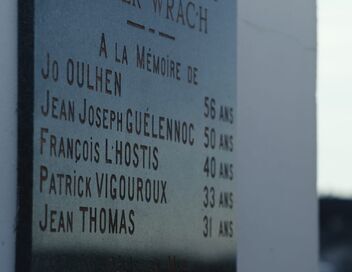 A LA MÉMOIRE DE
JO OULHEN 56 ANS
JEAN JOSEPH GUÉLENNOC 50 ANS
FRANÇOIS L'HOSTIS 40 ANS
PATRICK VIGOUROUX 33 ANS
JEAN THOMAS 31 ANS